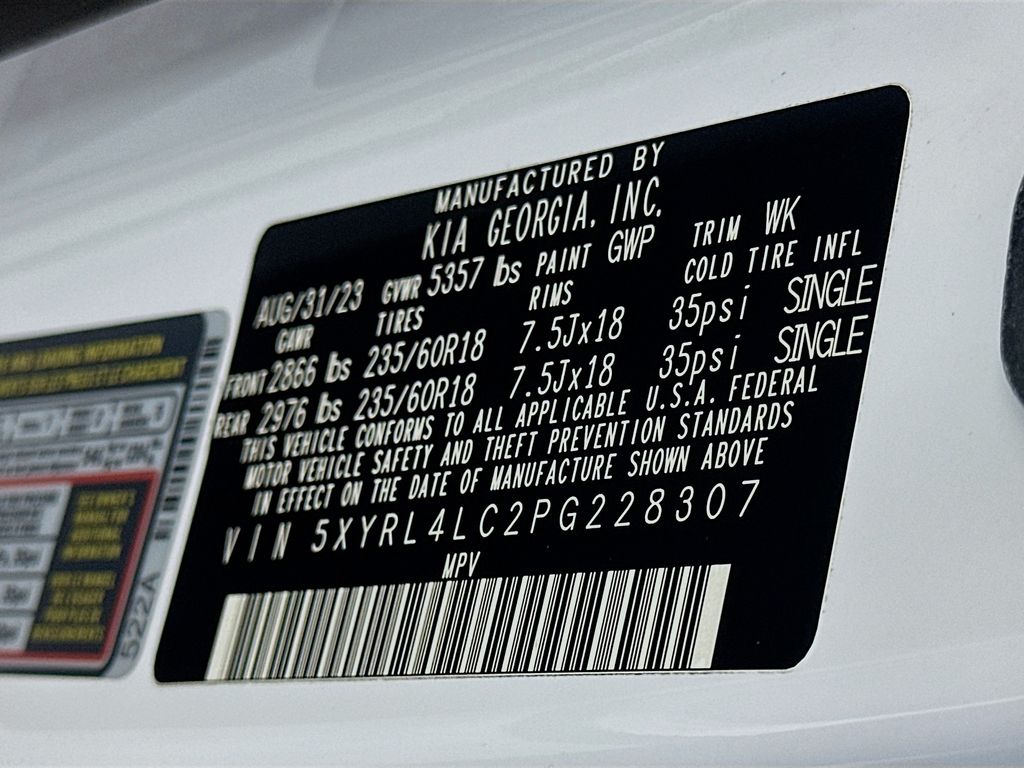 MANUFACTURED BY
KIA GEORGIA, INC.
AUG/31/23 GVWR 5357 lbs PAINT GWP TRIM WK
GAWR TIRES RIMS COLD TIRE INFL
FRONT 2866 lbs 235/60R18 7.5Jx18 35psi SINGLE
REAR 2976 lbs 235/60R18 7.5Jx18 35psi SINGLE
THIS VEHICLE CONFORMS TO ALL APPLICABLE U.S.A. FEDERAL
MOTOR VEHICLE SAFETY AND THEFT PREVENTION STANDARDS
IN EFFECT ON THE DATE OF MANUFACTURE SHOWN ABOVE
VIN 5XYRL4LC2PG228307
MPV
522A